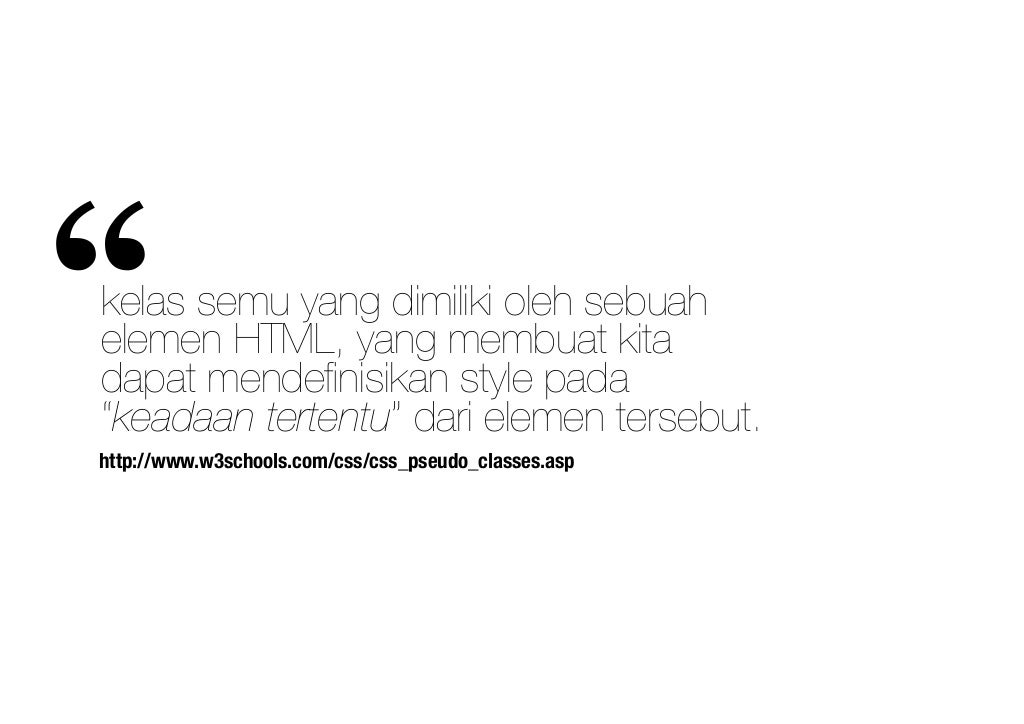 “
kelas semu yang dimiliki oleh sebuah
elemen HTML, yang membuat kita
dapat mendefinisikan style pada
“keadaan tertentu” dari elemen tersebut.
http://www.w3schools.com/css/css_pseudo_classes.asp